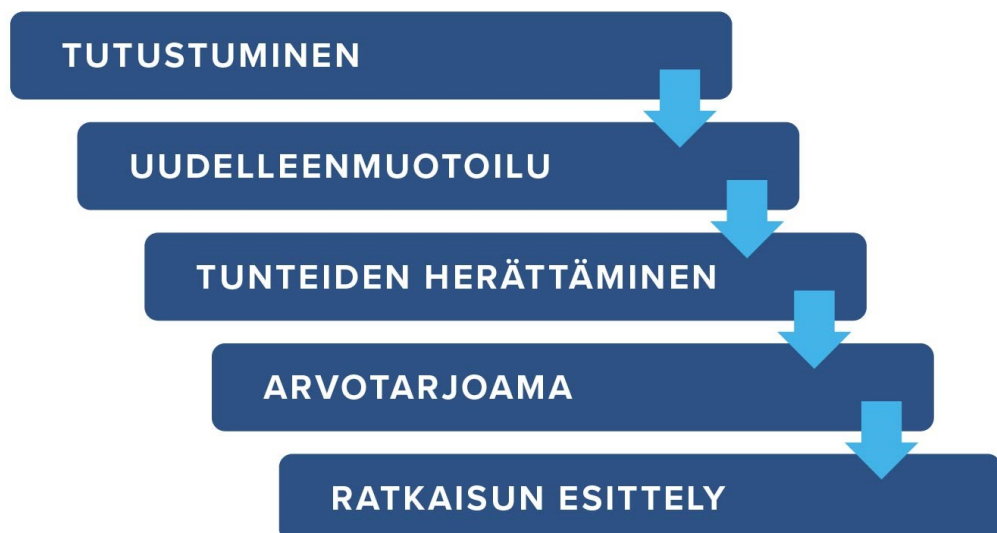 TUTUSTUMINEN
UUDELLEENMUOTOILU
TUNTEIDEN HERÄTTÄMINEN
ARVOTARJOAMA
RATKAISUN ESITTELY